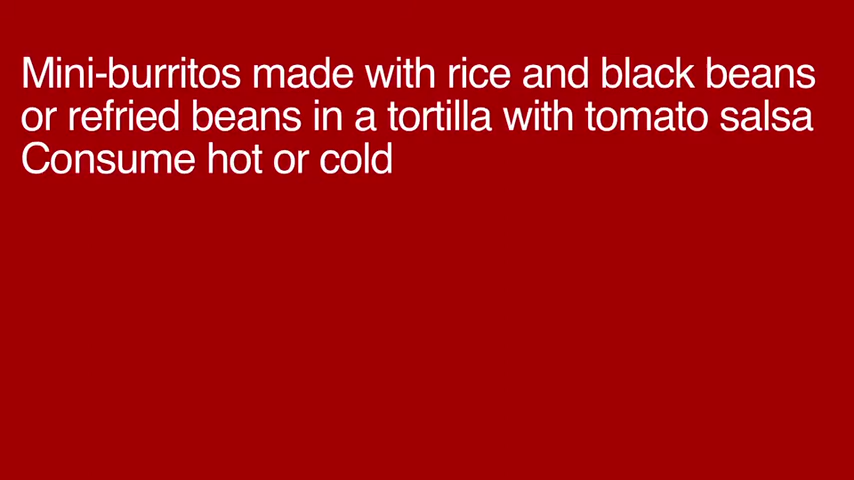 Mini-burritos made with rice and black beans
or refried beans in a tortilla with tomato salsa
Consume hot or cold